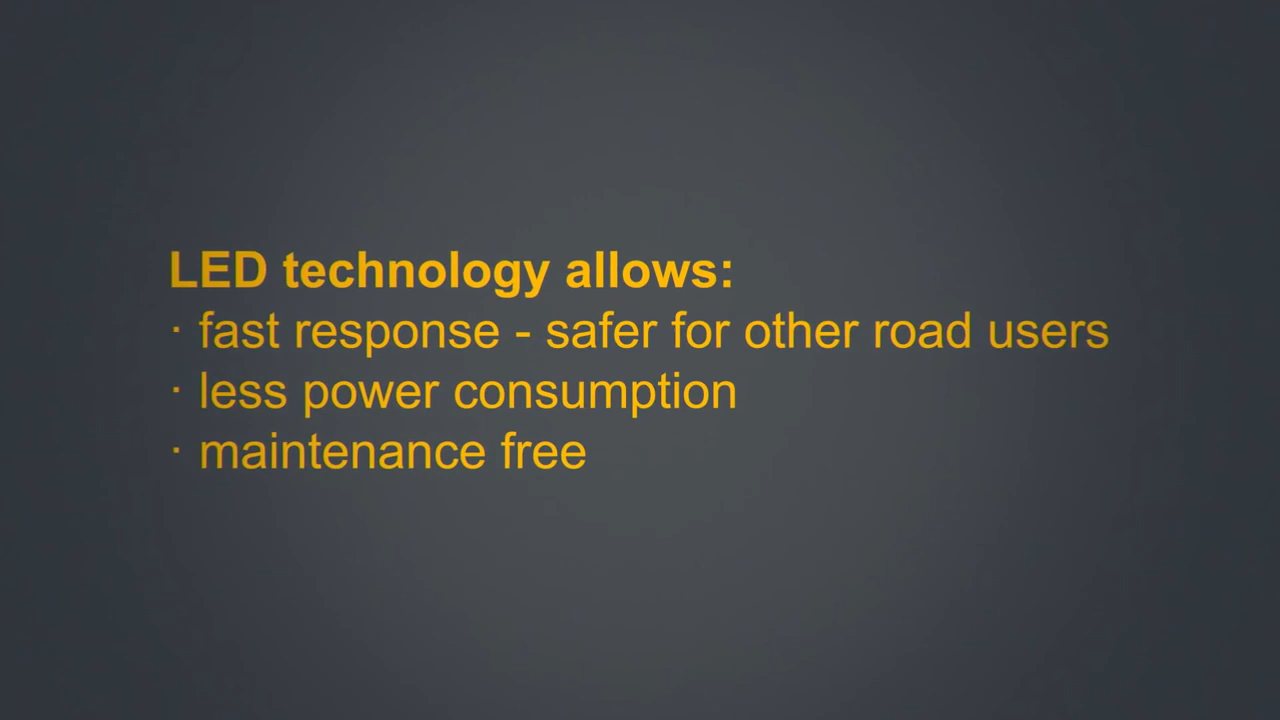 LED technology allows:
· fast response - safer for other road users
· less power consumption
· maintenance free